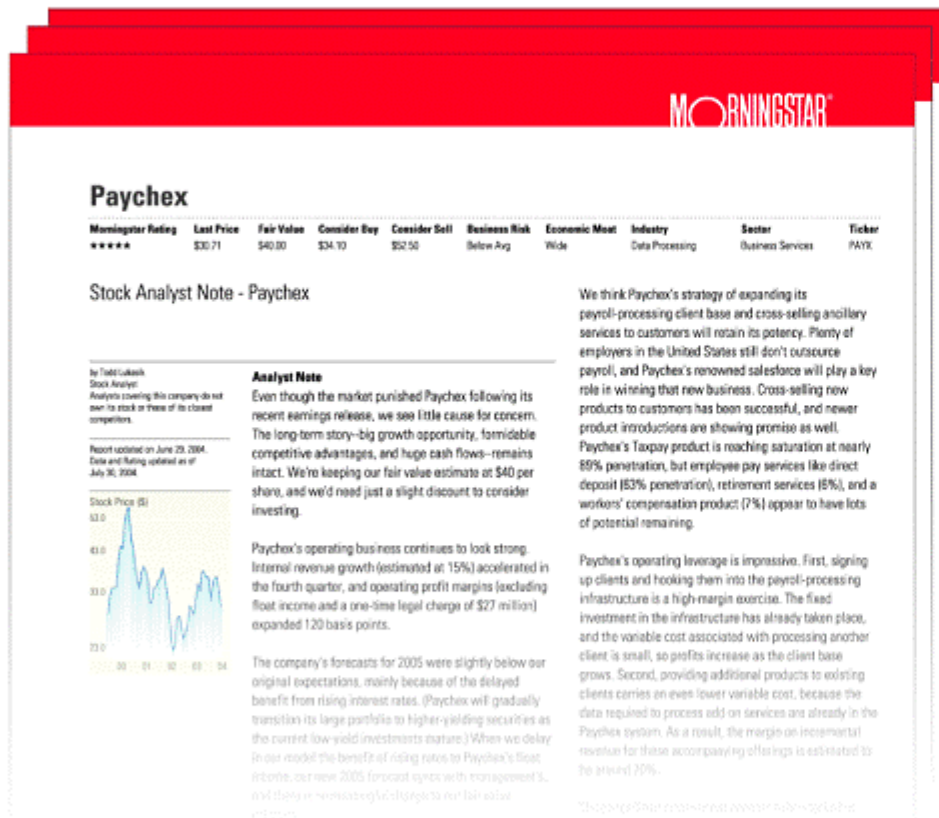 MORNINGSTAR®
Paychex
Morningstar Rating Last Price Fair Value Consider Buy Consider Sell Business Risk Economic Moat Industry Sector Ticker
★★★★★ $30.71 $40.00 $34.10 $52.50 Below Avg Wide Data Processing Business Services PAYX
Stock Analyst Note - Paychex
by Todd Lukasik
Stock Analyst
Analysts covering this company do not
own its stock or those of its closest
competitors.
Report updated on June 29, 2004.
Data and Rating updated as of
July 30, 2004
Stock Price ($)
53.0
43.0
33.0
23.0
00 01 02 03 04
Analyst Note
Even though the market punished Paychex following its
recent earnings release, we see little cause for concern.
The long-term story--big growth opportunity, formidable
competitive advantages, and huge cash flows--remains
intact. We're keeping our fair value estimate at $40 per
share, and we'd need just a slight discount to consider
investing.
Paychex's operating business continues to look strong.
Internal revenue growth (estimated at 15%) accelerated in
the fourth quarter, and operating profit margins (excluding
float income and a one-time legal charge of $27 million)
expanded 120 basis points.
The company's forecasts for 2005 were slightly below our
original expectations, mainly because of the delayed
benefit from rising interest rates. (Paychex will gradually
transition its large portfolio to higher-yielding securities as
the current low-yield investments mature.) When we delay
in our model the benefit of rising rates to Paychex's float
income, our new 2005 forecast syncs with management's,
We think Paychex's strategy of expanding its
payroll-processing client base and cross-selling ancillary
services to customers will retain its potency. Plenty of
employers in the United States still don't outsource
payroll, and Paychex's renowned salesforce will play a key
role in winning that new business. Cross-selling new
products to customers has been successful, and newer
product introductions are showing promise as well.
Paychex's Taxpay product is reaching saturation at nearly
89% penetration, but employee pay services like direct
deposit (63% penetration), retirement services (6%), and a
workers' compensation product (7%) appear to have lots
of potential remaining.
Paychex's operating leverage is impressive. First, signing
up clients and hooking them into the payroll-processing
infrastructure is a high-margin exercise. The fixed
investment in the infrastructure has already taken place,
and the variable cost associated with processing another
client is small, so profits increase as the client base
grows. Second, providing additional products to existing
clients carries an even lower variable cost, because the
data required to process add on services are already in the
Paychex system. As a result, the margin on incremental
revenue for these accompanying offerings is estimated to
be around 70%.